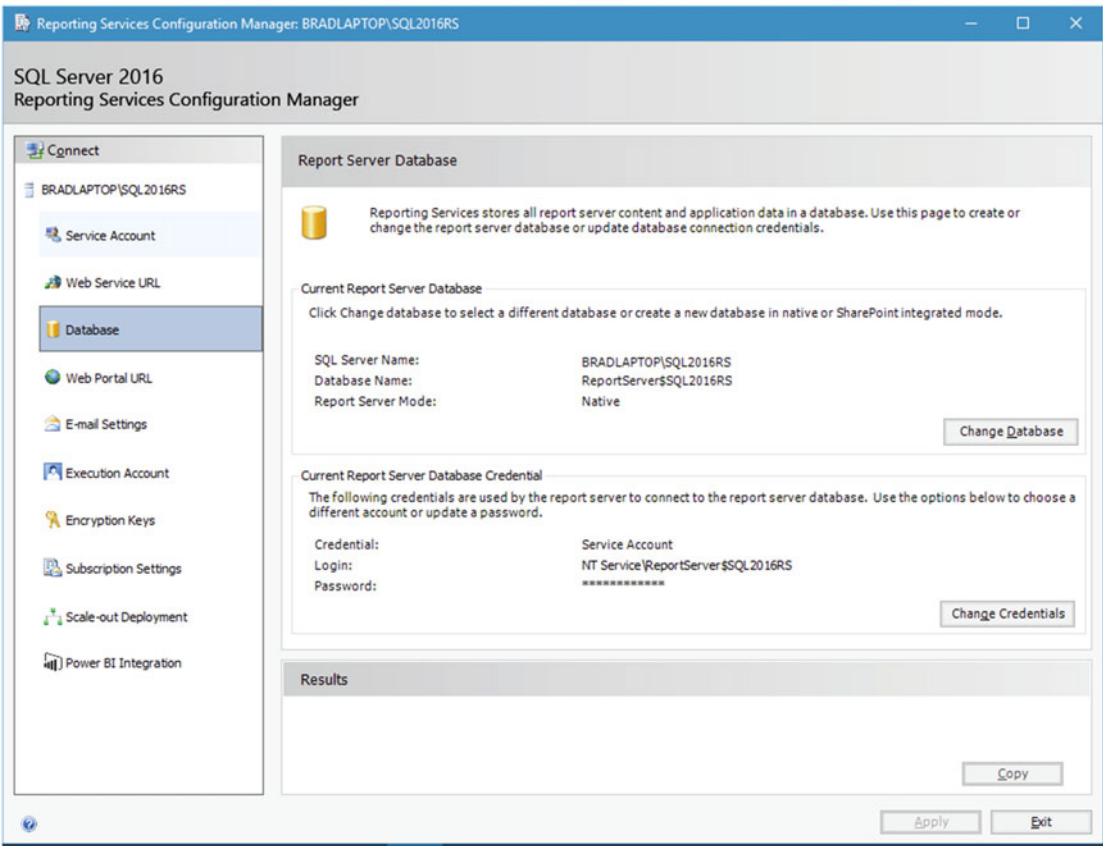 Reporting Services Configuration Manager: BRADLAPTOP\SQL2016RS
SQL Server 2016
Reporting Services Configuration Manager
Connect
BRADLAPTOP\SQL2016RS
Service Account
Web Service URL
Database
Web Portal URL
E-mail Settings
Execution Account
Encryption Keys
Subscription Settings
Scale-out Deployment
Power BI Integration
Report Server Database
Reporting Services stores all report server content and application data in a database. Use this page to create or
change the report server database or update database connection credentials.
Current Report Server Database
Click Change database to select a different database or create a new database in native or SharePoint integrated mode.
SQL Server Name: BRADLAPTOP\SQL2016RS
Database Name: ReportServer$SQL2016RS
Report Server Mode: Native
Change Database
Current Report Server Database Credential
The following credentials are used by the report server to connect to the report server database. Use the options below to choose a
different account or update a password.
Credential: Service Account
Login: NT Service\ReportServer$SQL2016RS
Password: ************
Change Credentials
Results
Copy
Apply
Exit